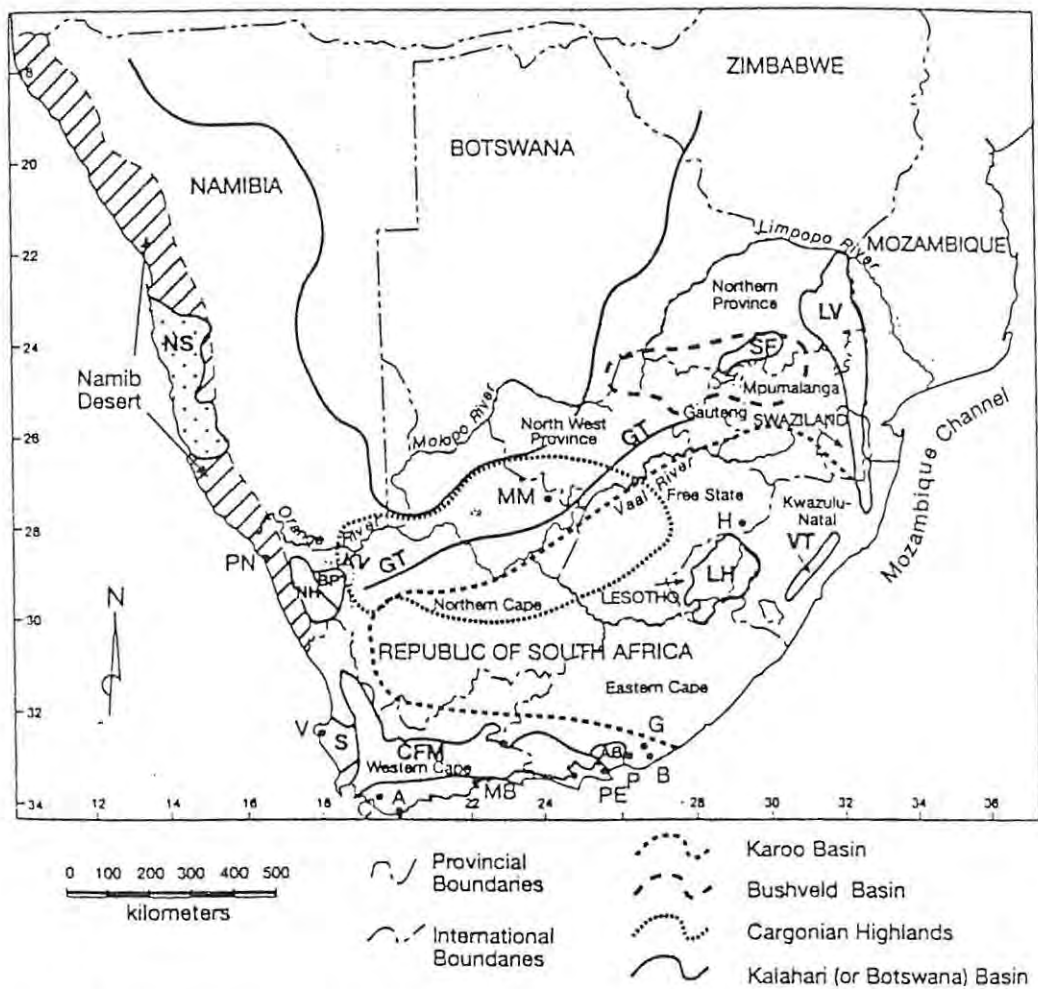 ZIMBABWE
BOTSWANA
NAMIBIA
Limpopo River
MOZAMBIQUE
Northern
Province
LV
NS
SF
Namib
Desert
Mpumalanga
Gauteng
SWAZILAND
Molopo River
North West
Province
GT
MM
Vaal River
Free State
Kwazulu-
Natal
Mozambique Channel
H
VT
Orange River
PN
AV
GT
BP
NH
LH
LESOTHO
Northern Cape
N
REPUBLIC OF SOUTH AFRICA
Eastern Cape
G
V
S
CFM
AB
Western Cape
P
B
MB
PE
A
20
22
24
26
28
30
32
34
12
14
16
18
20
22
24
26
28
30
32
34
36
0 100 200 300 400 500
kilometers
Provincial
Boundaries
International
Boundaries
Karoo Basin
Bushveld Basin
Cargonian Highlands
Kalahari (or Botswana) Basin